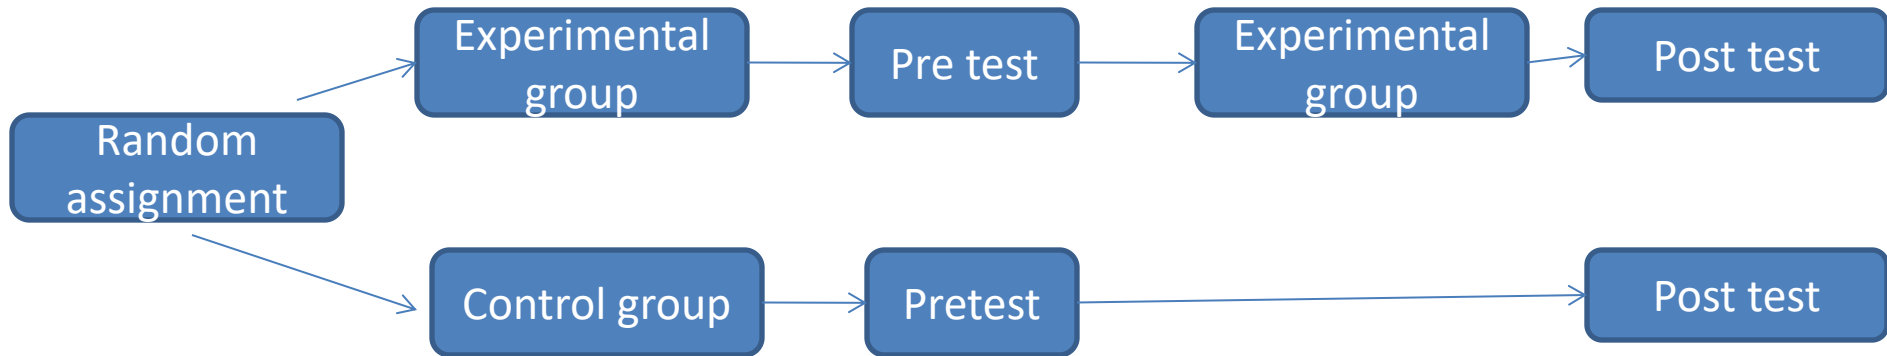 Experimental
group
Pre test
Experimental
group
Post test
Random
assignment
Control group
Pretest
Post test